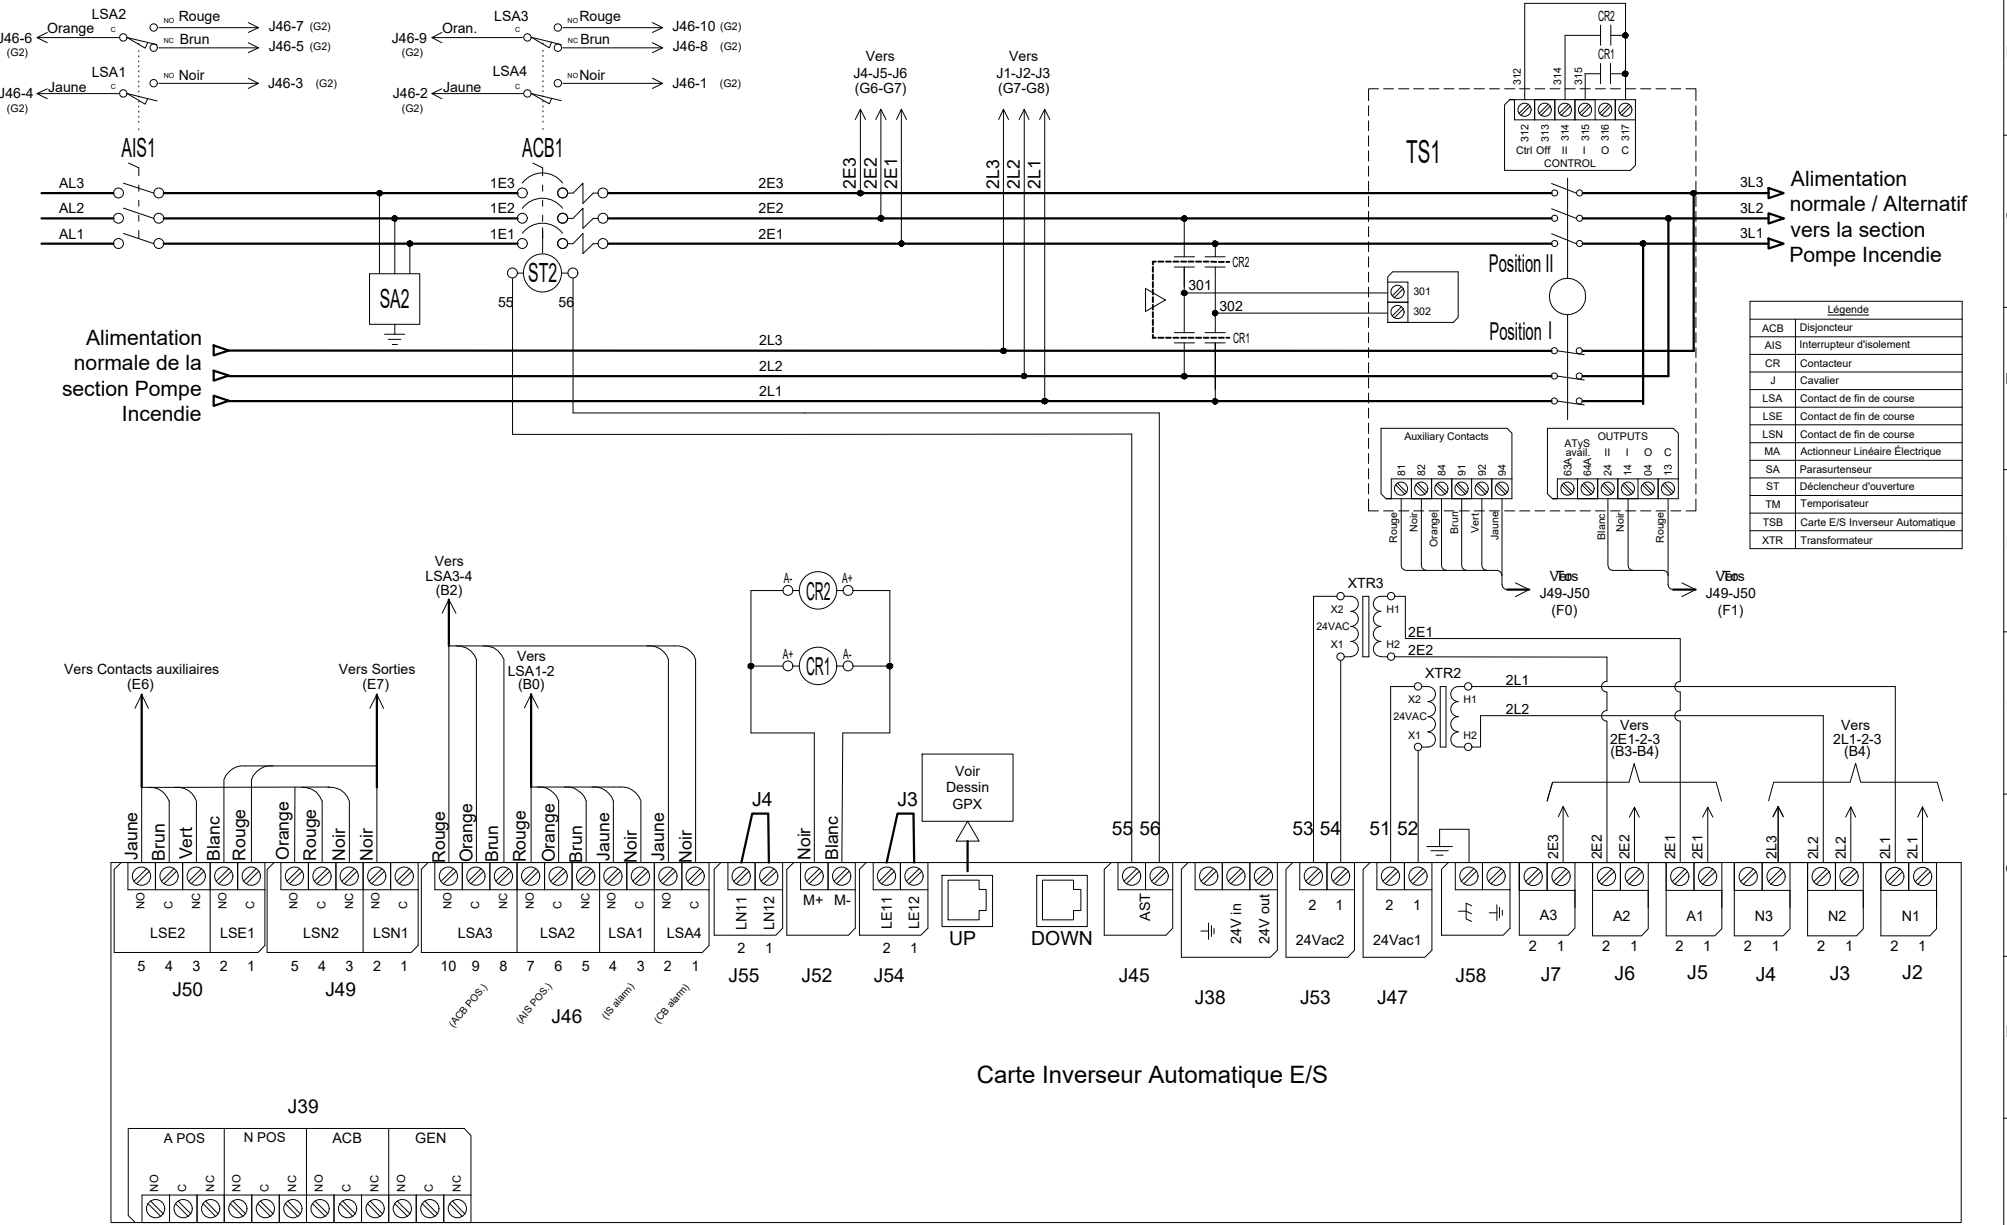 LSA2
Orange
C
NO Rouge
NC Brun
J46-6
(G2)
J46-7 (G2)
J46-5 (G2)
LSA1
Jaune
C
NO Noir
J46-4
(G2)
J46-3 (G2)
LSA3
Oran.
C
NO Rouge
NC Brun
J46-9
(G2)
J46-10 (G2)
J46-8 (G2)
LSA4
Jaune
C
NO Noir
J46-2
(G2)
J46-1 (G2)
AIS1
ACB1
Vers
J4-J5-J6
(G6-G7)
Vers
J1-J2-J3
(G7-G8)
2E3
2E2
2E1
2L3
2L2
2L1
CR2
CR1
312
314
315
312
313
314
315
316
317
Ctrl Off II I O C
CONTROL
TS1
AL3
AL2
AL1
1E3
1E2
1E1
2E3
2E2
2E1
3L3
3L2
3L1
Alimentation
normale / Alternatif
vers la section
Pompe Incendie
SA2
ST2
55
56
CR2
301
302
CR1
301
302
Position II
Position I
Alimentation
normale de la
section Pompe
Incendie
2L3
2L2
2L1
Légende
ACB Disjoncteur
AIS Interrupteur d'isolement
CR Contacteur
J Cavalier
LSA Contact de fin de course
LSE Contact de fin de course
LSN Contact de fin de course
MA Actionneur Linéaire Électrique
SA Parasurtenseur
ST Déclencheur d'ouverture
TM Temporisateur
TSB Carte E/S Inverseur Automatique
XTR Transformateur
Auxiliary Contacts
81
82
84
91
92
94
Rouge
Noir
Orange
Brun
Vert
Jaune
OUTPUTS
ATyS
avail.
II I O C
63A
64A
24
14
04
13
Blanc
Noir
Rouge
Vers
J49-J50
(F0)
Vers
J49-J50
(F1)
Vers
LSA3-4
(B2)
Vers
LSA1-2
(B0)
Vers Contacts auxiliaires
(E6)
Vers Sorties
(E7)
A- CR2 A+
A+ CR1 A-
XTR3
X2
24VAC
X1
H1
H2
2E1
2E2
XTR2
X2
24VAC
X1
H1
H2
2L1
2L2
Vers
2E1-2-3
(B3-B4)
Vers
2L1-2-3
(B4)
Voir
Dessin
GPX
J4
J3
Jaune
Brun
Vert
Blanc
Rouge
Orange
Rouge
Noir
Noir
Rouge
Orange
Brun
Rouge
Orange
Brun
Jaune
Noir
Jaune
Noir
Noir
Blanc
55 56
53 54
51 52
2E3
2E2
2E2
2E1
2E1
2L3
2L2
2L2
2L1
2L1
NO
C
NC
NO
C
NO
C
NC
NO
C
NO
C
NC
NO
C
NC
NO
C
NO
C
LN11
LN12
M+ M-
LE11
LE12
UP
DOWN
AST
24V in
24V out
2 1
24Vac2
2 1
24Vac1
A3
A2
A1
N3
N2
N1
LSE2
LSE1
LSN2
LSN1
LSA3
LSA2
LSA1
LSA4
5 4 3 2 1
5 4 3 2 1
10 9 8 7 6 5 4 3 2 1
2 1
2 1
2 1
2 1
2 1
2 1
2 1
2 1
J50
J49
(ACB POS.)
(AIS POS.)
J46
(IS alarm)
(CB alarm)
J55
J52
J54
J45
J38
J53
J47
J58
J7
J6
J5
J4
J3
J2
Carte Inverseur Automatique E/S
J39
A POS
N POS
ACB
GEN
NO
C
NC
NO
C
NC
NO
C
NC
NO
C
NC